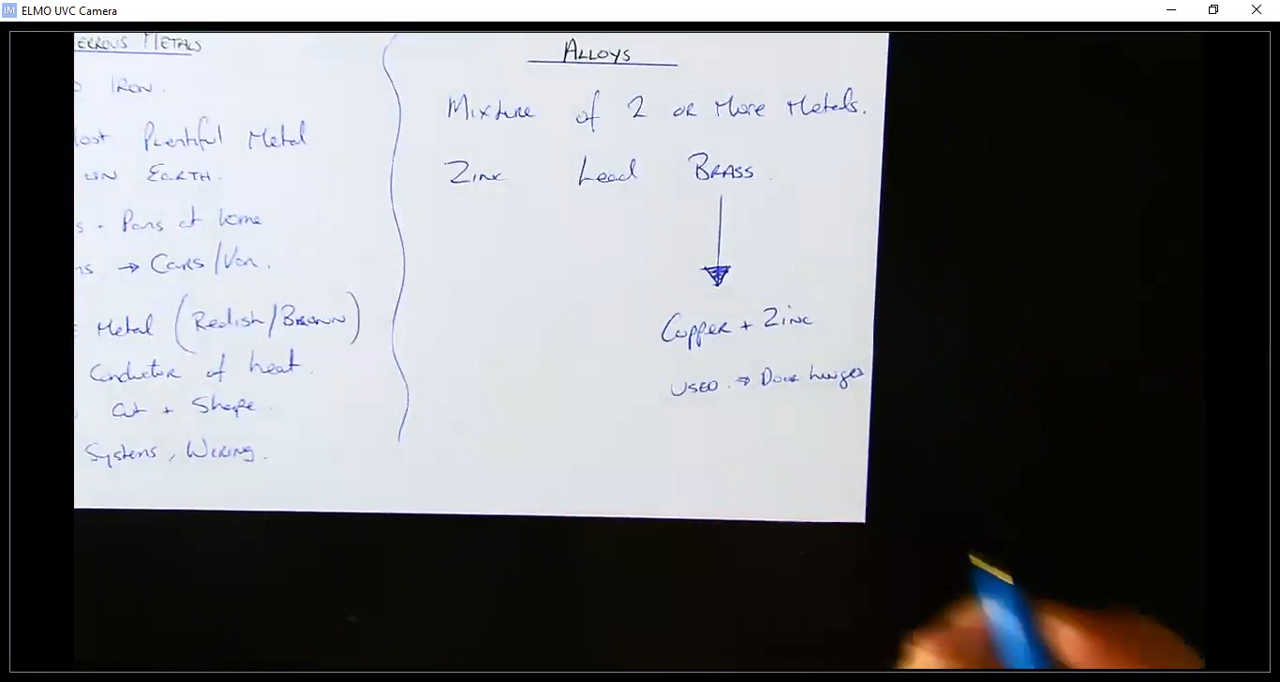 ELMO UVC Camera
ERROUS METALS
O IRON.
ost Plentiful Metal
ON EARTH.
s - Pans at home
ns → Cars/Van.
E Metal (Redish/Brown)
Conductor of heat.
Cut + Shape.
Systems, Wiring.
ALLOYS
Mixture of 2 or More Metals.
Zinc Lead BRASS.
Copper + Zinc
USED. → Door hinges